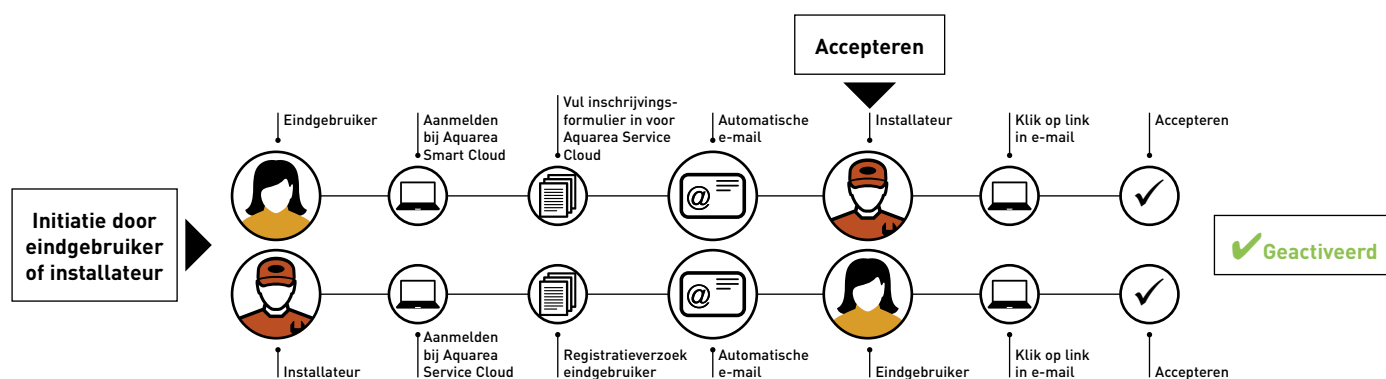 Accepteren
Eindgebruiker
Aanmelden
bij Aquarea
Smart Cloud
Vul inschrijvings-
formulier in voor
Aquarea Service
Cloud
Automatische
e-mail
Installateur
Klik op link
in e-mail
Accepteren
Initiatie door
eindgebruiker
of installateur
@
Geactiveerd
@
Installateur
Aanmelden
bij Aquarea
Service Cloud
Registratieverzoek
eindgebruiker
Automatische
e-mail
Eindgebruiker
Klik op link
in e-mail
Accepteren